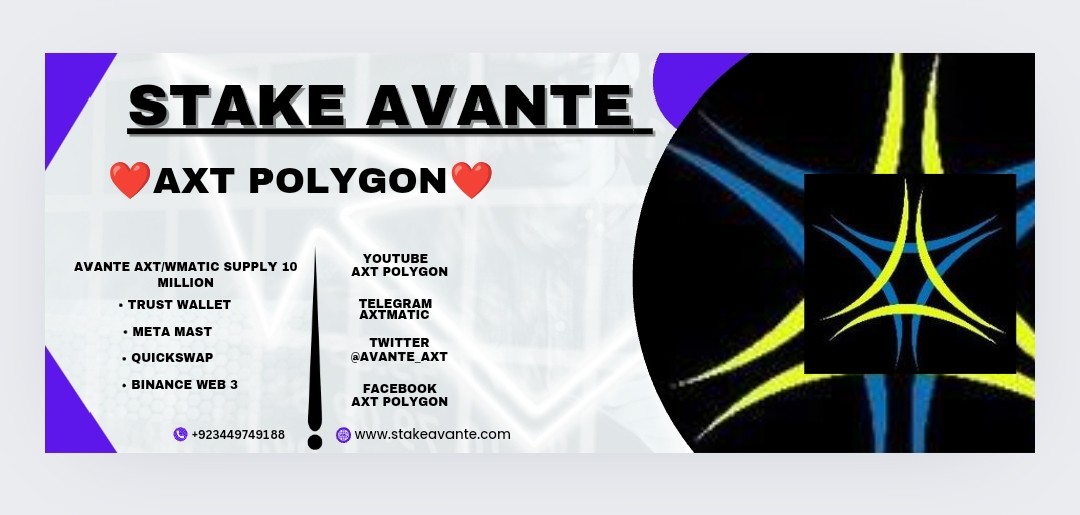 STAKE AVANTE
❤️AXT POLYGON❤️
AVANTE AXT/WMATIC SUPPLY 10
MILLION
• TRUST WALLET
• META MAST
• QUICKSWAP
• BINANCE WEB 3
+923449749188
YOUTUBE
AXT POLYGON
TELEGRAM
AXTMATIC
TWITTER
@AVANTE_AXT
FACEBOOK
AXT POLYGON
www.stakeavante.com